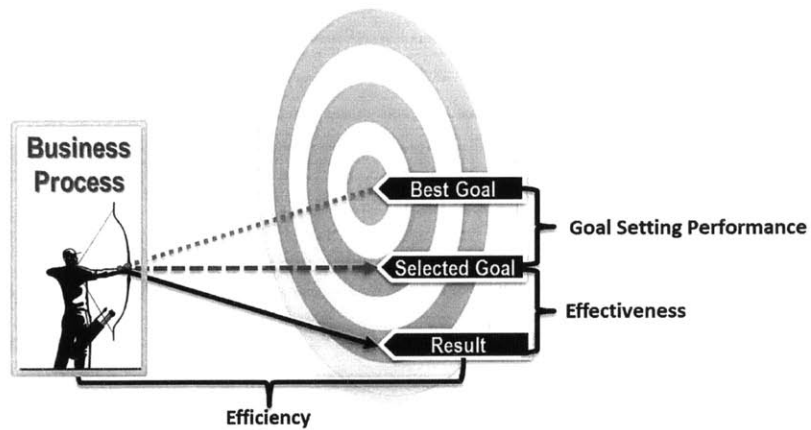 Business
Process
Best Goal
Goal Setting Performance
Selected Goal
Effectiveness
Result
Efficiency